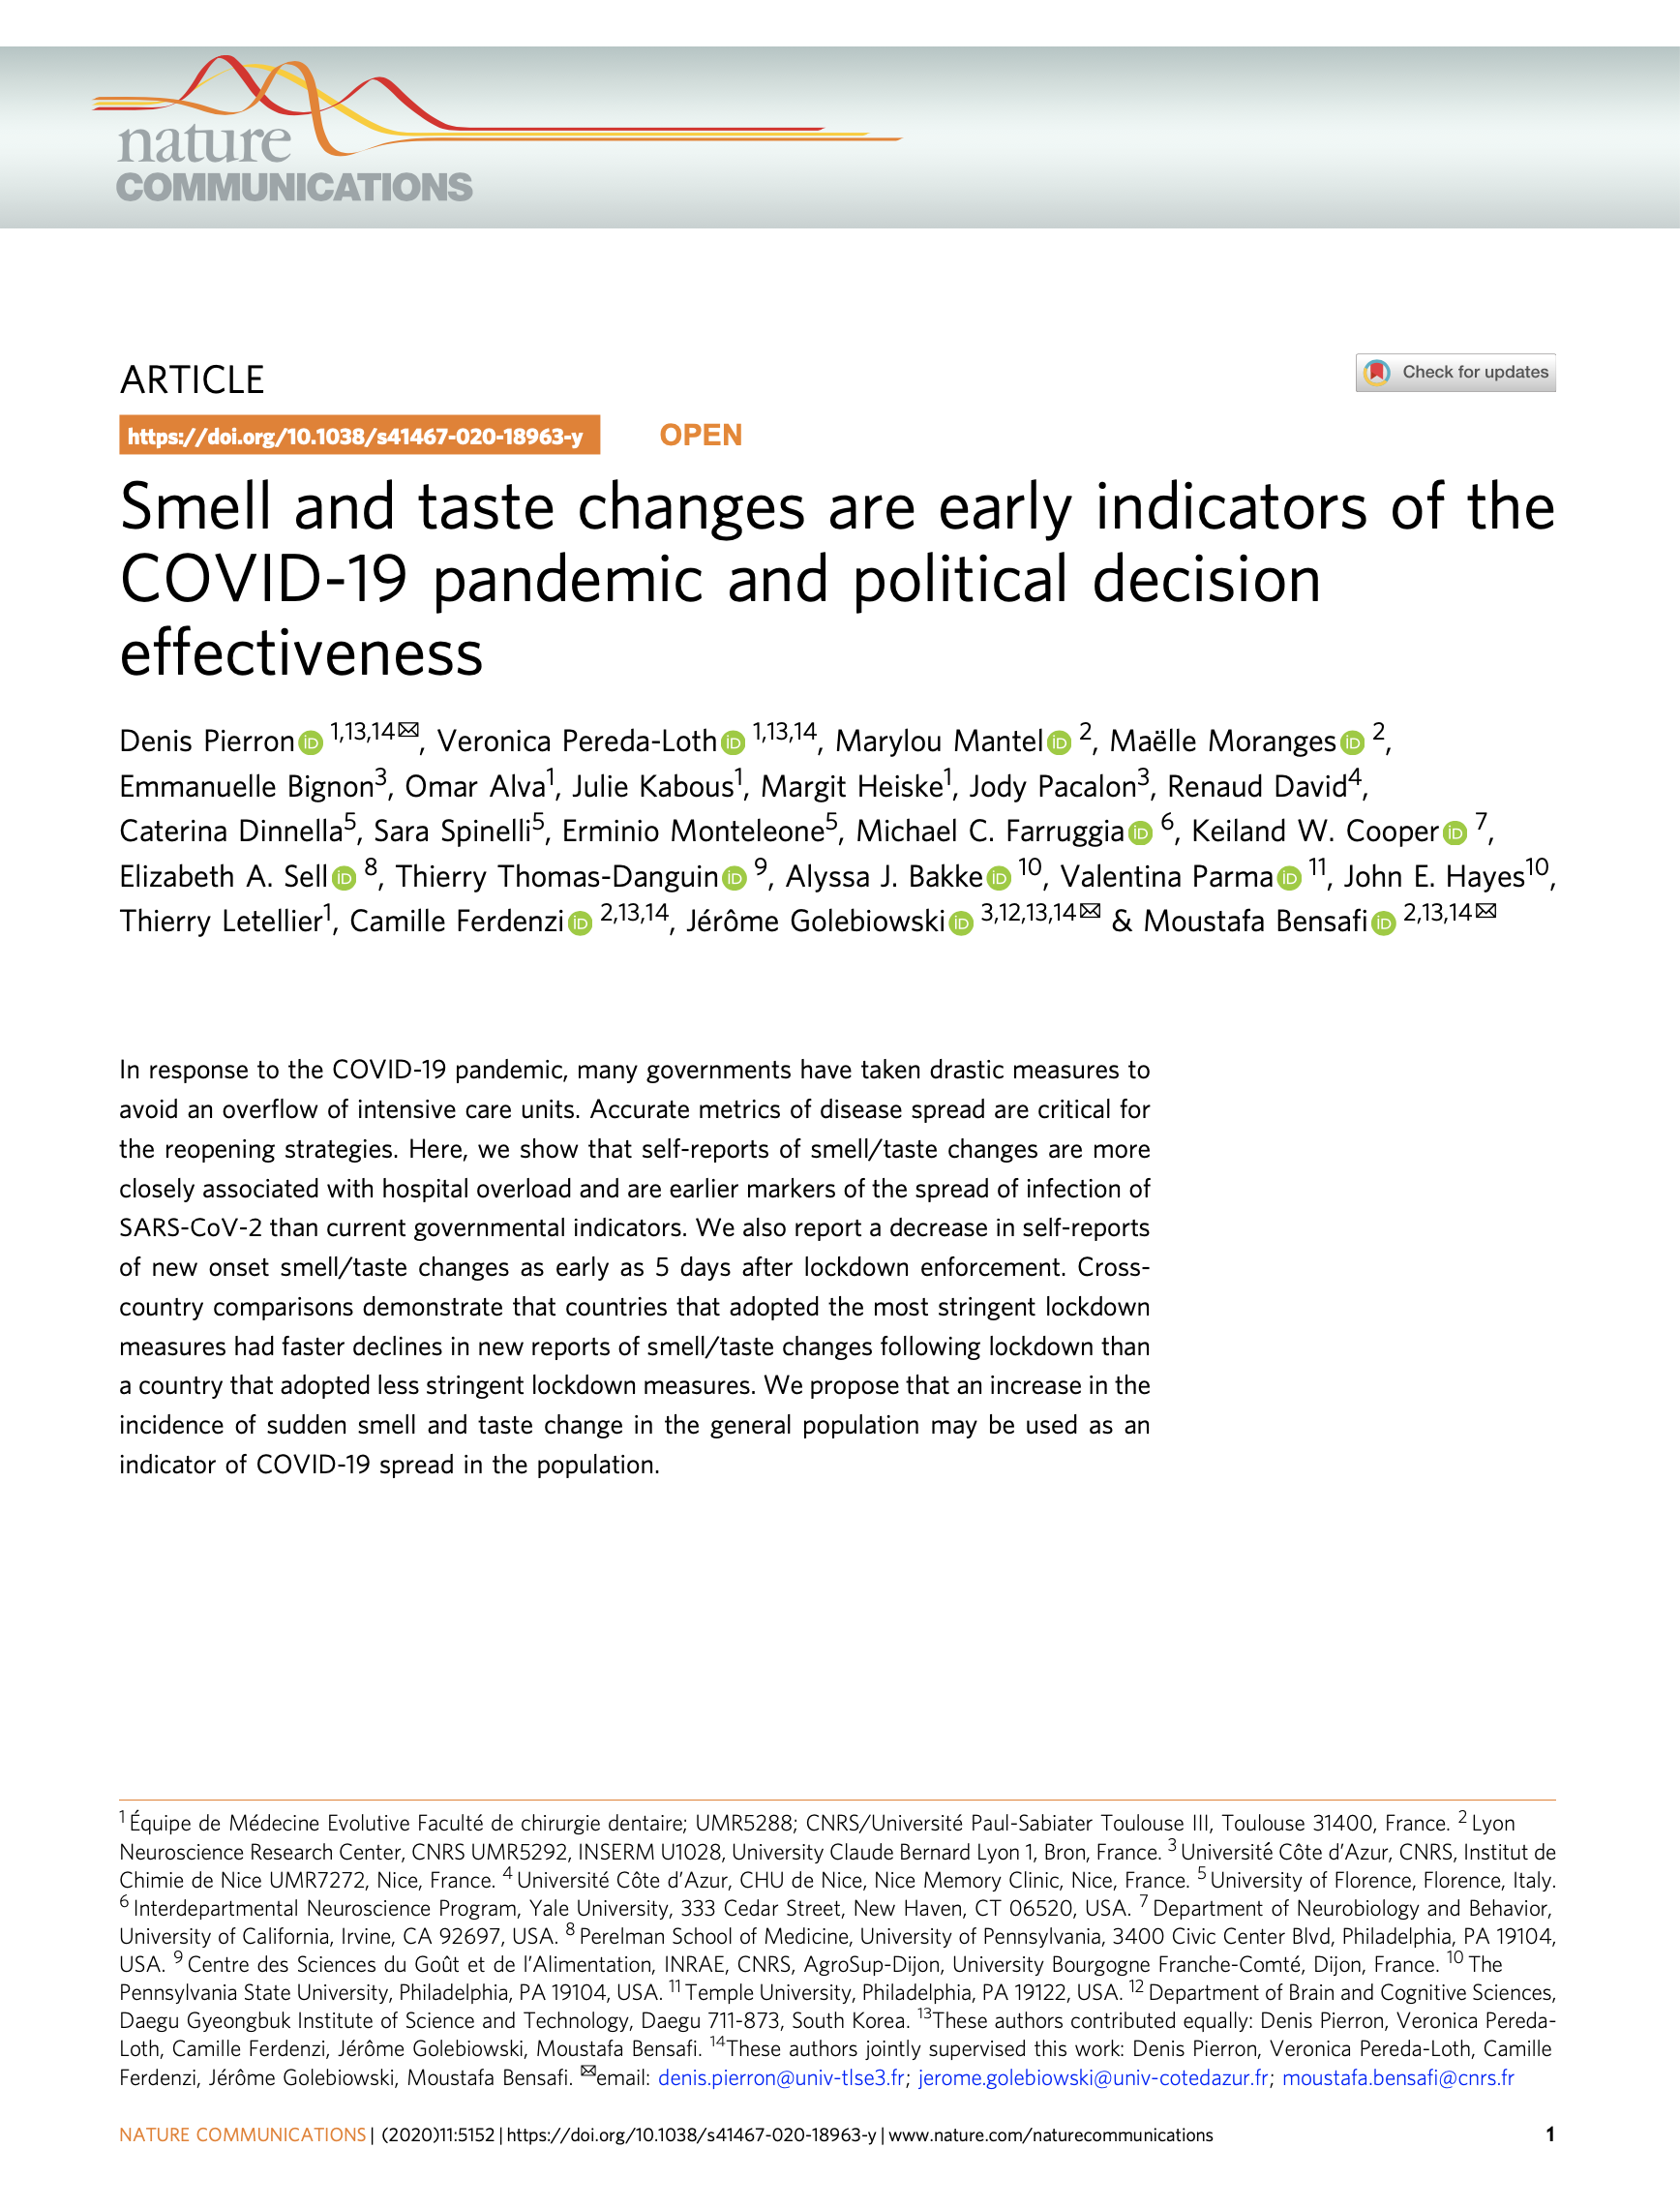 nature
COMMUNICATIONS
ARTICLE
Check for updates
https://doi.org/10.1038/s41467-020-18963-y
OPEN
Smell and taste changes are early indicators of the
COVID-19 pandemic and political decision
effectiveness
Denis Pierron iD 1,13,14✉, Veronica Pereda-Loth iD 1,13,14, Marylou Mantel iD 2, Maëlle Moranges iD 2,
Emmanuelle Bignon3, Omar Alva1, Julie Kabous1, Margit Heiske1, Jody Pacalon3, Renaud David4,
Caterina Dinnella5, Sara Spinelli5, Erminio Monteleone5, Michael C. Farruggia iD 6, Keiland W. Cooper iD 7,
Elizabeth A. Sell iD 8, Thierry Thomas-Danguin iD 9, Alyssa J. Bakke iD 10, Valentina Parma iD 11, John E. Hayes10,
Thierry Letellier1, Camille Ferdenzi iD 2,13,14, Jérôme Golebiowski iD 3,12,13,14✉ & Moustafa Bensafi iD 2,13,14✉
In response to the COVID-19 pandemic, many governments have taken drastic measures to
avoid an overflow of intensive care units. Accurate metrics of disease spread are critical for
the reopening strategies. Here, we show that self-reports of smell/taste changes are more
closely associated with hospital overload and are earlier markers of the spread of infection of
SARS-CoV-2 than current governmental indicators. We also report a decrease in self-reports
of new onset smell/taste changes as early as 5 days after lockdown enforcement. Cross-
country comparisons demonstrate that countries that adopted the most stringent lockdown
measures had faster declines in new reports of smell/taste changes following lockdown than
a country that adopted less stringent lockdown measures. We propose that an increase in the
incidence of sudden smell and taste change in the general population may be used as an
indicator of COVID-19 spread in the population.
1 Équipe de Médecine Evolutive Faculté de chirurgie dentaire; UMR5288; CNRS/Université Paul-Sabiater Toulouse III, Toulouse 31400, France. 2 Lyon
Neuroscience Research Center, CNRS UMR5292, INSERM U1028, University Claude Bernard Lyon 1, Bron, France. 3 Université Côte d'Azur, CNRS, Institut de
Chimie de Nice UMR7272, Nice, France. 4 Université Côte d'Azur, CHU de Nice, Nice Memory Clinic, Nice, France. 5 University of Florence, Florence, Italy.
6 Interdepartmental Neuroscience Program, Yale University, 333 Cedar Street, New Haven, CT 06520, USA. 7 Department of Neurobiology and Behavior,
University of California, Irvine, CA 92697, USA. 8 Perelman School of Medicine, University of Pennsylvania, 3400 Civic Center Blvd, Philadelphia, PA 19104,
USA. 9 Centre des Sciences du Goût et de l'Alimentation, INRAE, CNRS, AgroSup-Dijon, University Bourgogne Franche-Comté, Dijon, France. 10 The
Pennsylvania State University, Philadelphia, PA 19104, USA. 11 Temple University, Philadelphia, PA 19122, USA. 12 Department of Brain and Cognitive Sciences,
Daegu Gyeongbuk Institute of Science and Technology, Daegu 711-873, South Korea. 13These authors contributed equally: Denis Pierron, Veronica Pereda-
Loth, Camille Ferdenzi, Jérôme Golebiowski, Moustafa Bensafi. 14These authors jointly supervised this work: Denis Pierron, Veronica Pereda-Loth, Camille
Ferdenzi, Jérôme Golebiowski, Moustafa Bensafi. ✉email: denis.pierron@univ-tlse3.fr; jerome.golebiowski@univ-cotedazur.fr; moustafa.bensafi@cnrs.fr
NATURE COMMUNICATIONS | (2020)11:5152 | https://doi.org/10.1038/s41467-020-18963-y | www.nature.com/naturecommunications 1